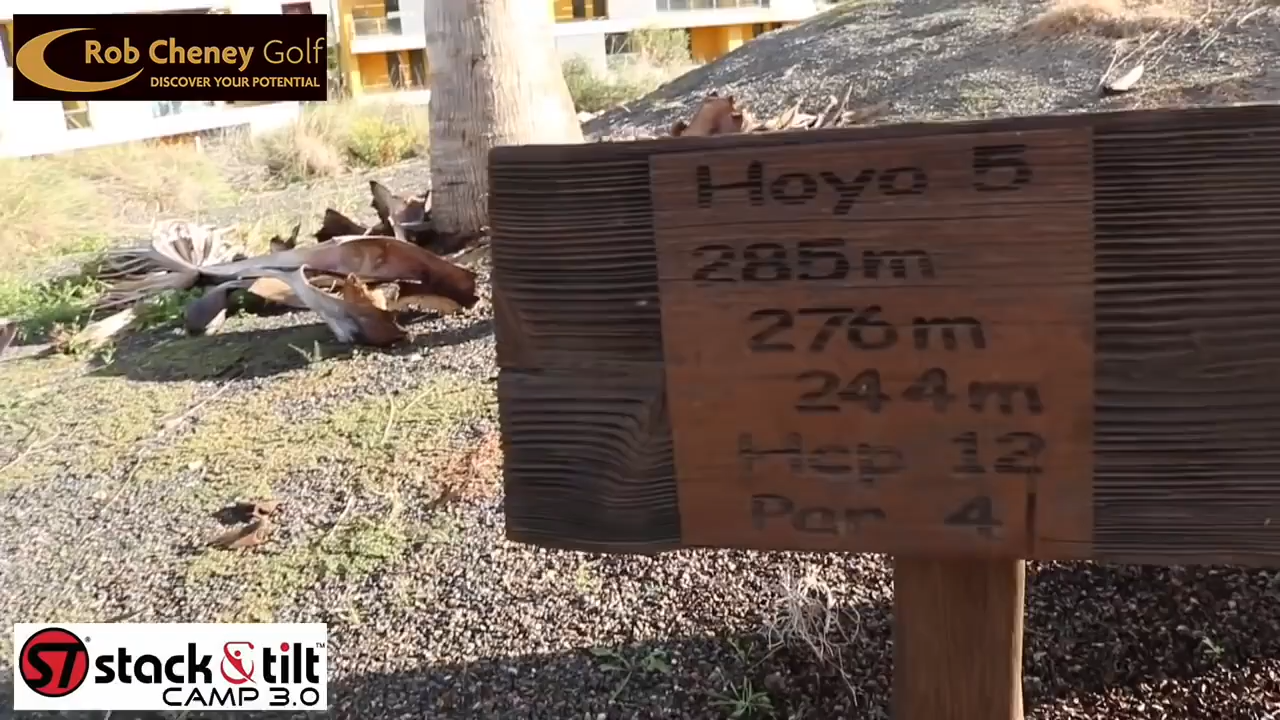 Rob Cheney Golf
DISCOVER YOUR POTENTIAL
Hoyo 5
285m
276m
244m
Hcp 12
Par 4
ST® stack&tilt™
CAMP 3.0